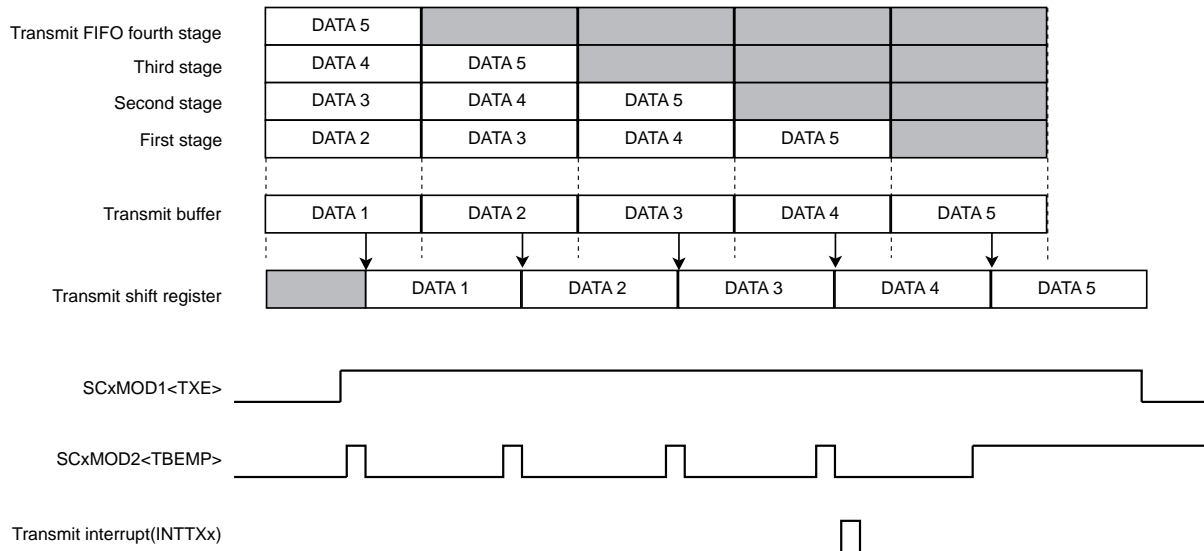 Transmit FIFO fourth stage DATA 5
Third stage DATA 4 DATA 5
Second stage DATA 3 DATA 4 DATA 5
First stage DATA 2 DATA 3 DATA 4 DATA 5
Transmit buffer DATA 1 DATA 2 DATA 3 DATA 4 DATA 5
Transmit shift register DATA 1 DATA 2 DATA 3 DATA 4 DATA 5
SCxMOD1<TXE>
SCxMOD2<TBEMP>
Transmit interrupt(INTTXx)